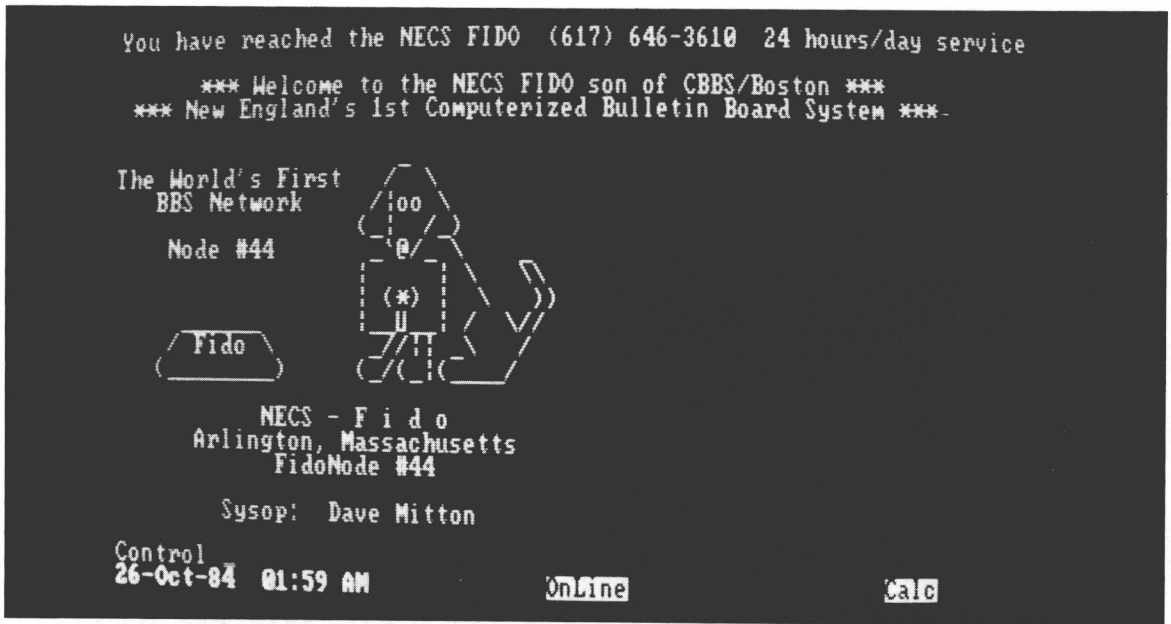 You have reached the NECS FIDO (617) 646-3610 24 hours/day service
*** Welcome to the NECS FIDO son of CBBS/Boston ***
*** New England's 1st Computerized Bulletin Board System ***
The World's First
BBS Network
Node #44
Fido
NECS - F i d o
Arlington, Massachusetts
FidoNode #44
Sysop: Dave Mitton
Control
26-Oct-84 01:59 AM OnLine Calc